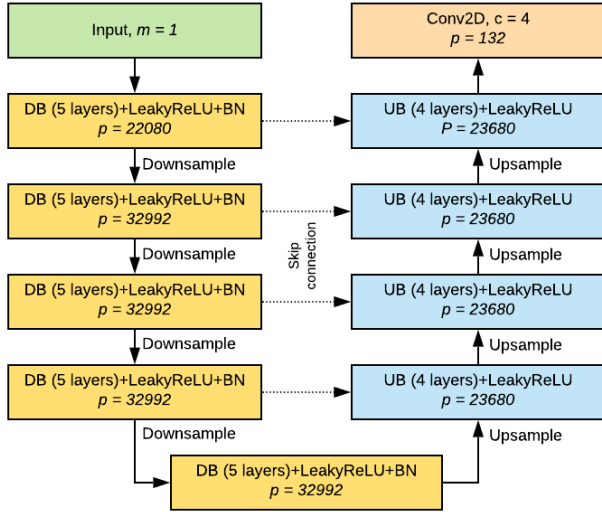 Input, m = 1
DB (5 layers)+LeakyReLU+BN
p = 22080
Downsample
DB (5 layers)+LeakyReLU+BN
p = 32992
Downsample
DB (5 layers)+LeakyReLU+BN
p = 32992
Downsample
DB (5 layers)+LeakyReLU+BN
p = 32992
Downsample
DB (5 layers)+LeakyReLU+BN
p = 32992
Skip
connection
Conv2D, c = 4
p = 132
UB (4 layers)+LeakyReLU
P = 23680
Upsample
UB (4 layers)+LeakyReLU
p = 23680
Upsample
UB (4 layers)+LeakyReLU
p = 23680
Upsample
UB (4 layers)+LeakyReLU
p = 23680
Upsample